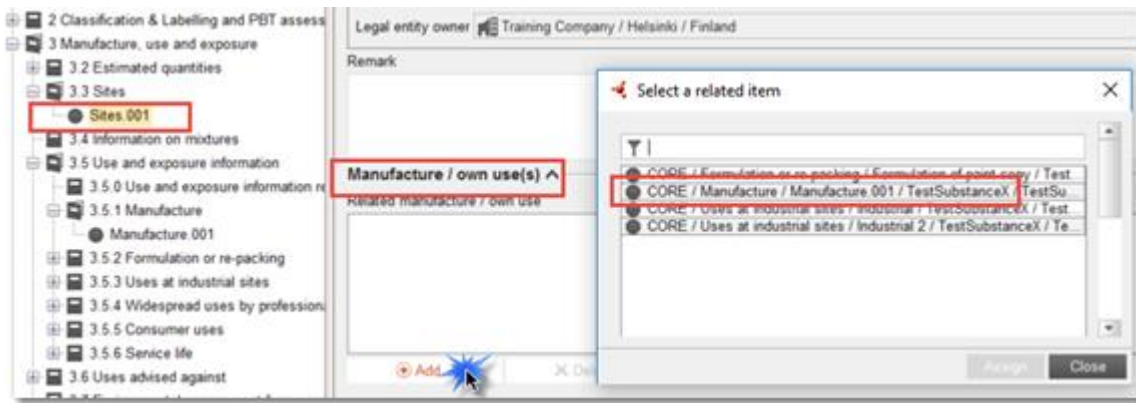 2 Classification & Labelling and PBT assess
3 Manufacture, use and exposure
3.2 Estimated quantities
3.3 Sites
Sites.001
3.4 Information on mixtures
3.5 Use and exposure information
3.5.0 Use and exposure information re
3.5.1 Manufacture
Manufacture.001
3.5.2 Formulation or re-packing
3.5.3 Uses at industrial sites
3.5.4 Widespread uses by profession
3.5.5 Consumer uses
3.5.6 Service life
3.6 Uses advised against
Legal entity owner Training Company / Helsinki / Finland
Remark
Manufacture / own use(s)
Related manufacture / own use
Add
Select a related item
CORE / Formulation or re-packing / Formulation of paint copy / Test
CORE / Manufacture / Manufacture.001 / TestSubstanceX / TestSu
CORE / Uses at industrial sites / Industrial / TestSubstanceX / Test
CORE / Uses at industrial sites / Industrial 2 / TestSubstanceX / Te...
Assign
Close